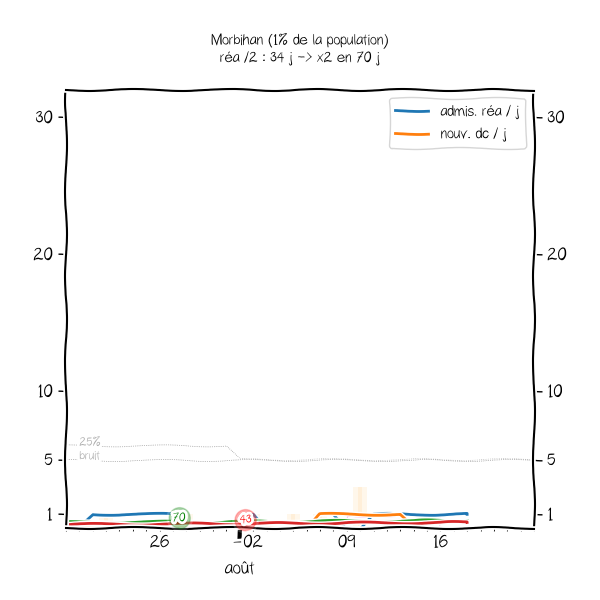 Morbihan (1% de la population)
réa /2 : 34 j -> x2 en 70 j
admis. réa / j
nouv. dc / j
30
30
20
20
10
10
25%
bruit
5
5
1
70
43
1
26
02
09
16
août